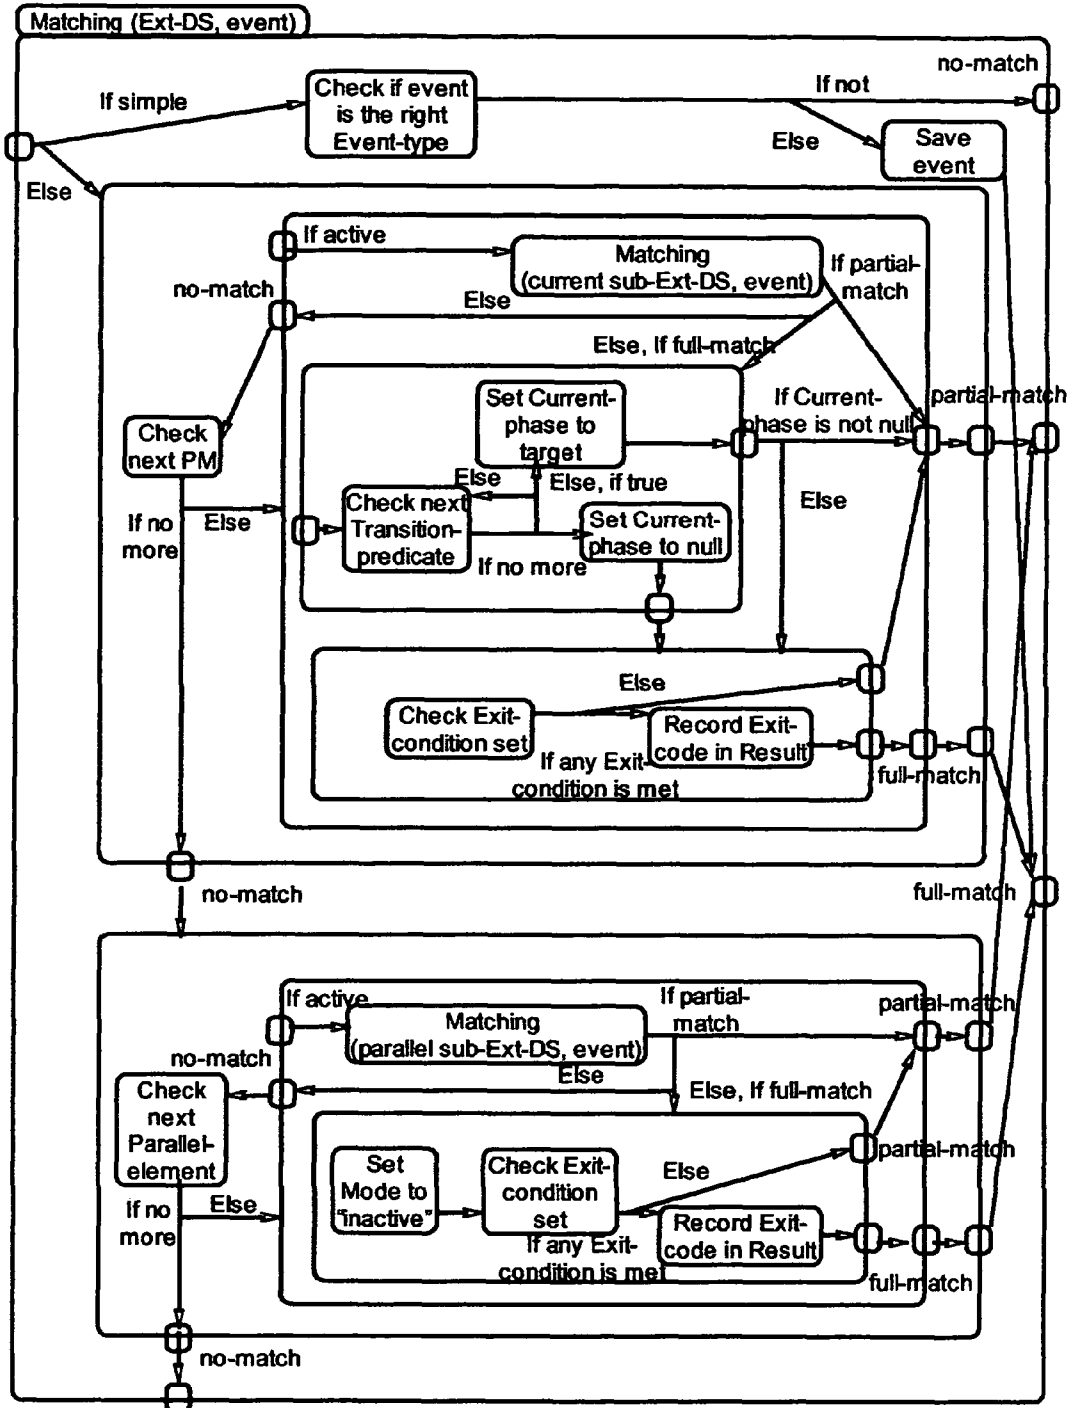 Matching (Ext-DS, event)
no-match
If simple
Check if event
is the right
Event-type
If not
Else
Save
event
Else
If active
Matching
(current sub-Ext-DS, event)
If partial-
match
no-match
Else
Else, If full-match
Set Current-
phase to
target
If Current-
phase is not null
partial-match
Check
next PM
Else
Else, if true
Else
Check next
Transition-
predicate
Set Current-
phase to null
If no
more
Else
If no more
Else
Check Exit-
condition set
Record Exit-
code in Result
If any Exit-
condition is met
full-match
no-match
full-match
If active
Matching
(parallel sub-Ext-DS, event)
If partial-
match
partial-match
no-match
Else
Else, If full-match
Check
next
Parallel-
element
Set
Mode to
"inactive"
Check Exit-
condition
set
Else
partial-match
If no
more
Else
Record Exit-
code in Result
If any Exit-
condition is met
full-match
no-match